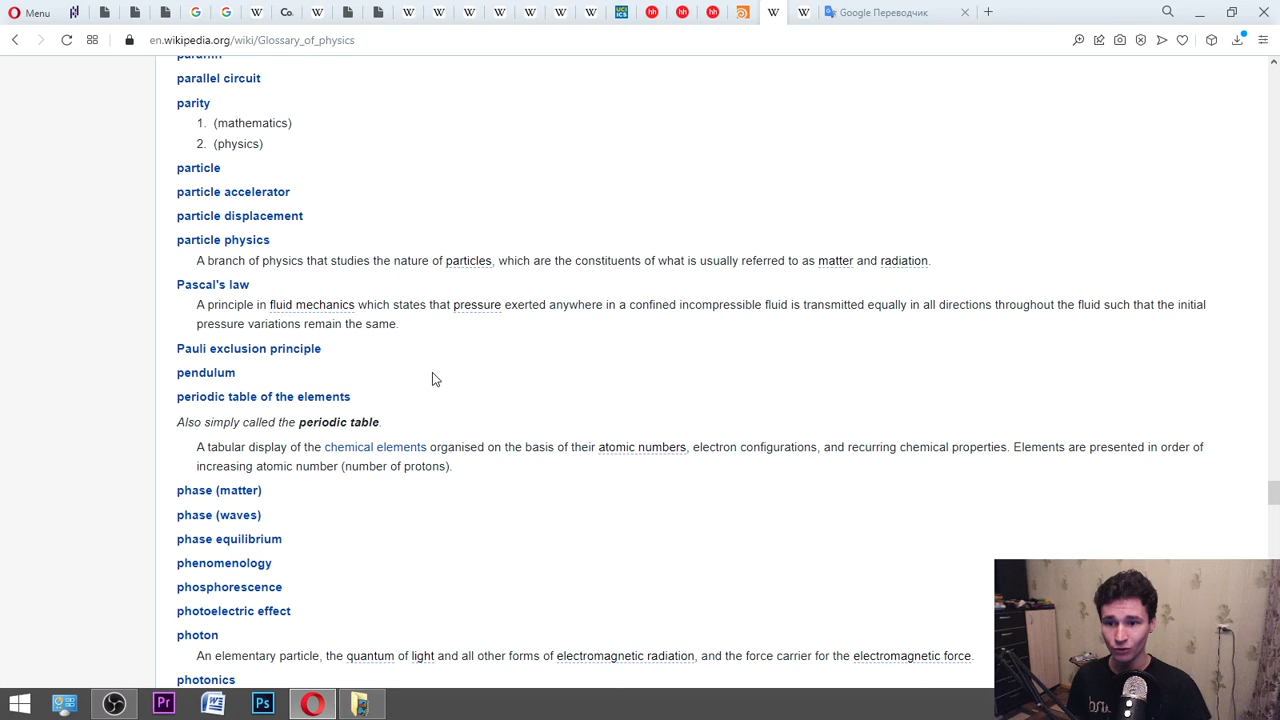 Menu
Co.
UCI
ICS
hh
hh
hh
Google Переводчик
en.wikipedia.org/wiki/Glossary_of_physics
parallel circuit
parity
1. (mathematics)
2. (physics)
particle
particle accelerator
particle displacement
particle physics
A branch of physics that studies the nature of particles, which are the constituents of what is usually referred to as matter and radiation.
Pascal's law
A principle in fluid mechanics which states that pressure exerted anywhere in a confined incompressible fluid is transmitted equally in all directions throughout the fluid such that the initial
pressure variations remain the same.
Pauli exclusion principle
pendulum
periodic table of the elements
Also simply called the periodic table.
A tabular display of the chemical elements organised on the basis of their atomic numbers, electron configurations, and recurring chemical properties. Elements are presented in order of
increasing atomic number (number of protons).
phase (matter)
phase (waves)
phase equilibrium
phenomenology
phosphorescence
photoelectric effect
photon
An elementary particle, the quantum of light and all other forms of electromagnetic radiation, and the force carrier for the electromagnetic force.
photonics
Pr
Ps